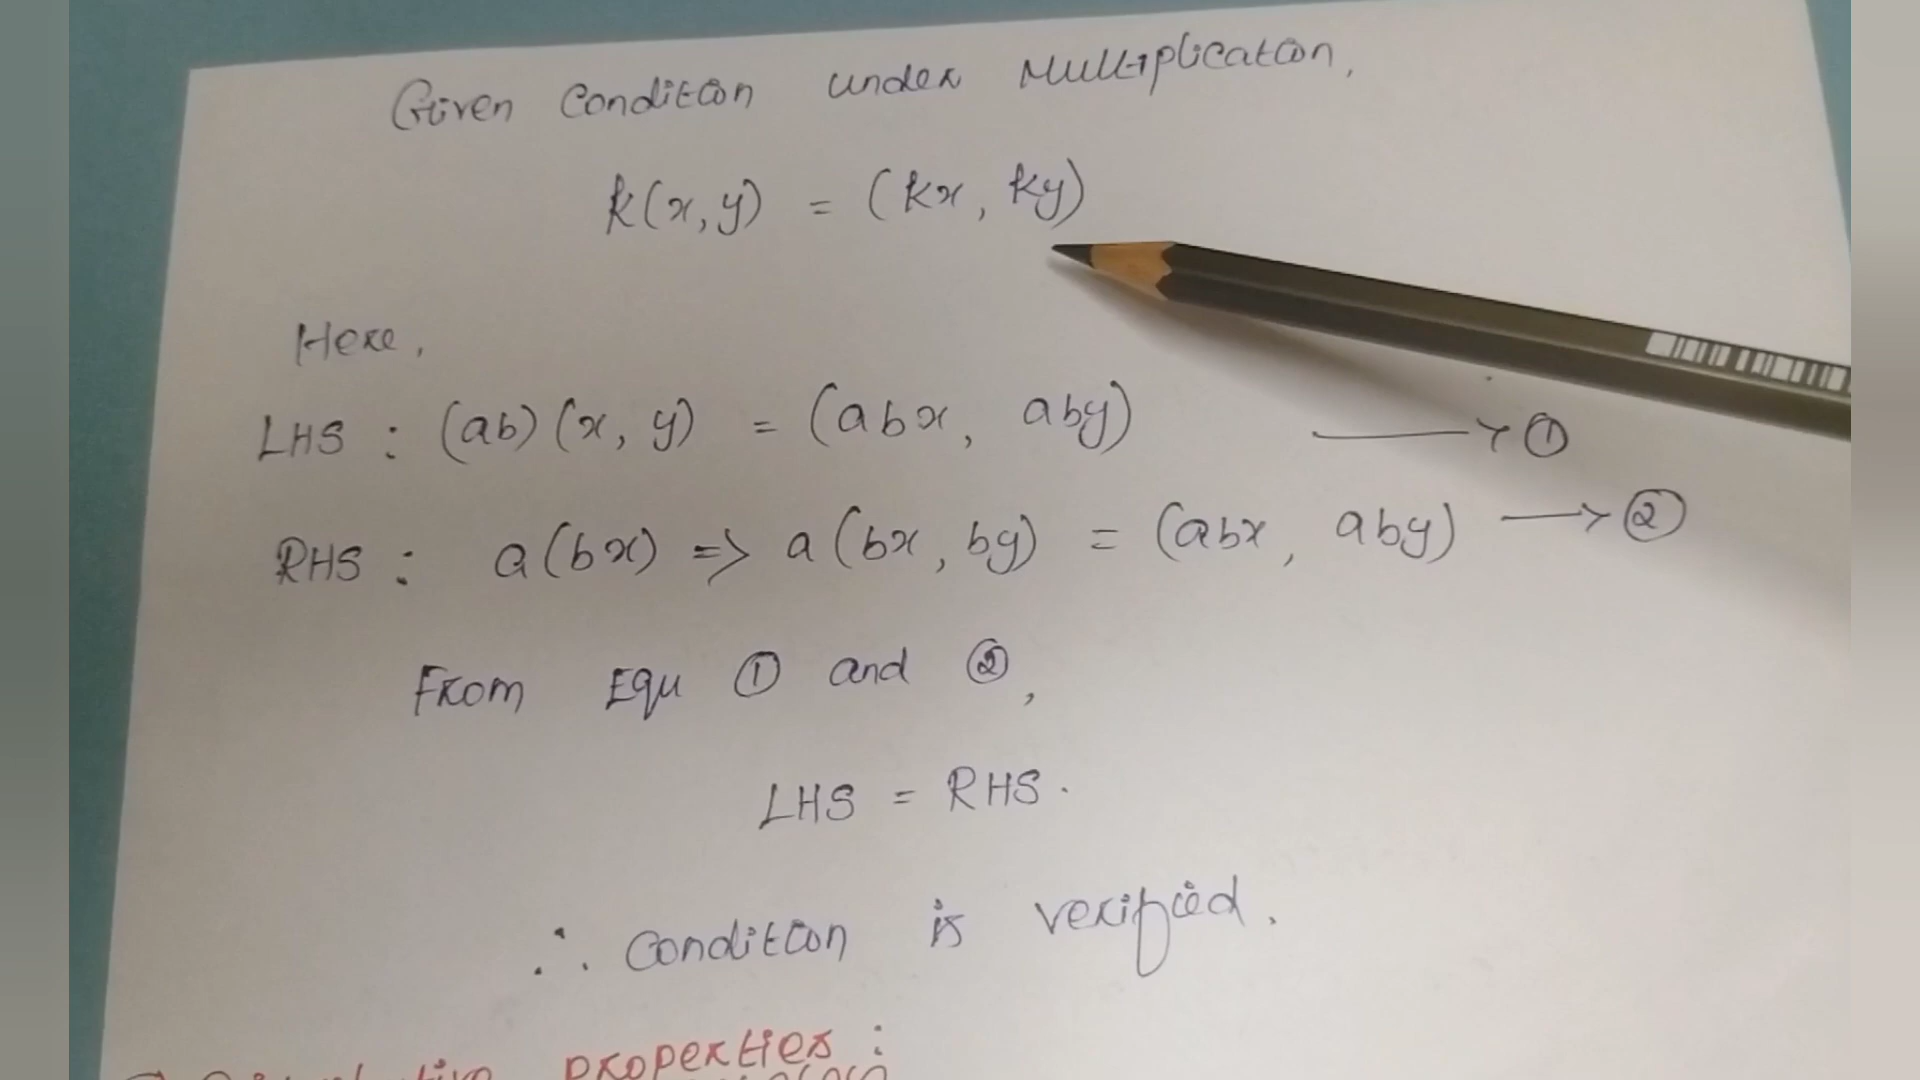 Given Condition under Multiplication,
k(x, y) = (kx, ky)
Here,
LHS : (ab) (x, y) = (abx, aby) → ①
RHS : a(bx) => a(bx, by) = (abx, aby) → ②
From Equ ① and ②,
LHS = RHS.
∴ Condition is verified.
properties :